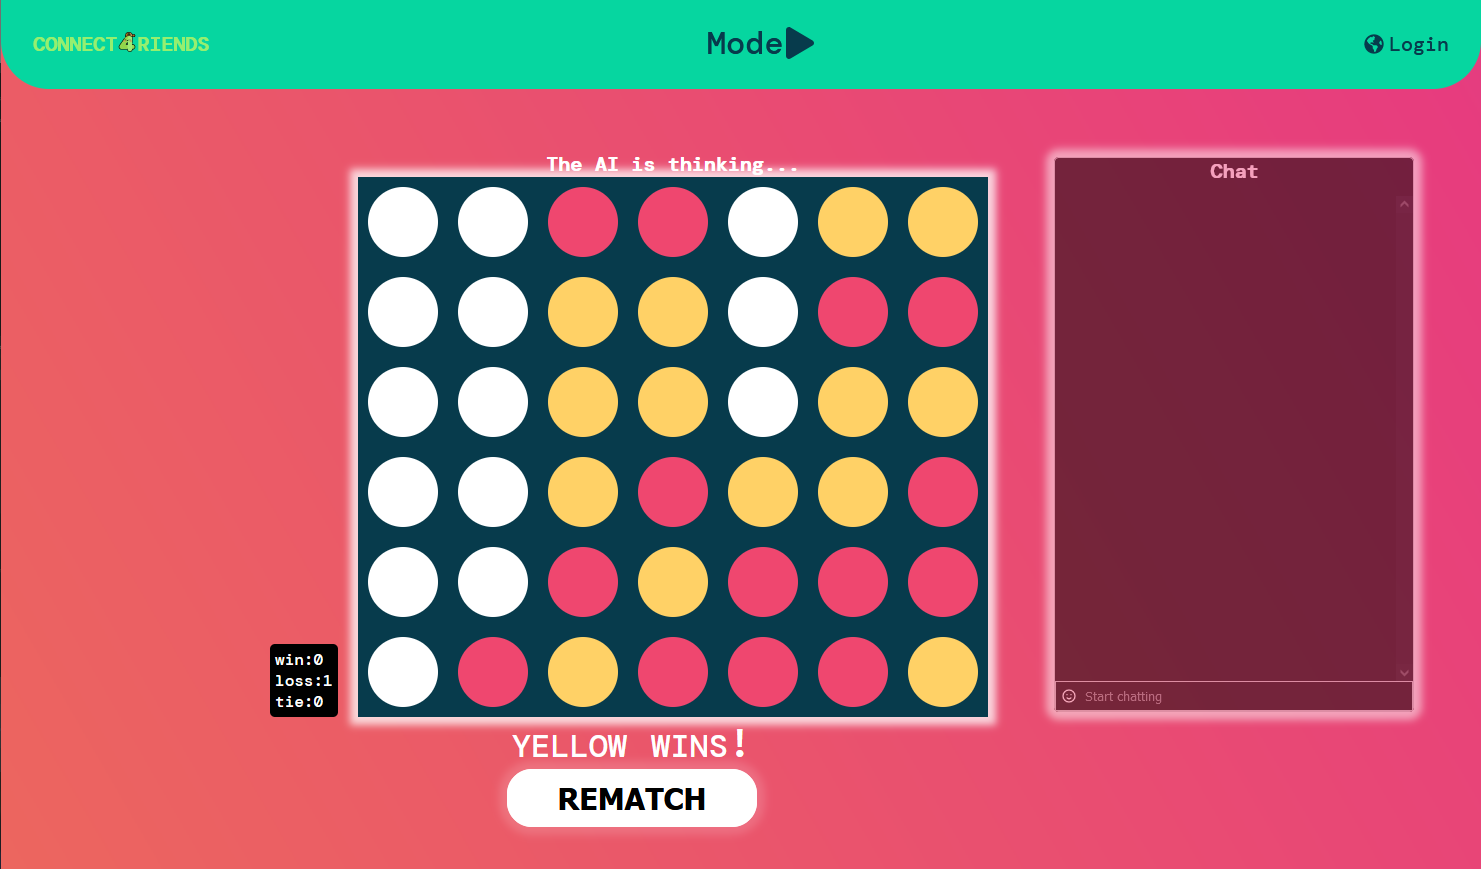 CONNECT4RIENDS
Mode
Login
The AI is thinking...
Chat
win:0
loss:1
tie:0
Start chatting
YELLOW WINS!
REMATCH